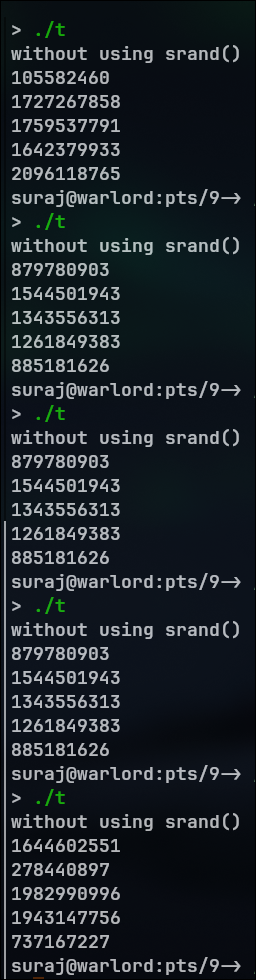 > ./t
without using srand()
105582460
1727267858
1759537791
1642379933
2096118765
suraj@warlord:pts/9->
> ./t
without using srand()
879780903
1544501943
1343556313
1261849383
885181626
suraj@warlord:pts/9->
> ./t
without using srand()
879780903
1544501943
1343556313
1261849383
885181626
suraj@warlord:pts/9->
> ./t
without using srand()
879780903
1544501943
1343556313
1261849383
885181626
suraj@warlord:pts/9->
> ./t
without using srand()
1644602551
278440897
1982990996
1943147756
737167227
suraj@warlord:pts/9->